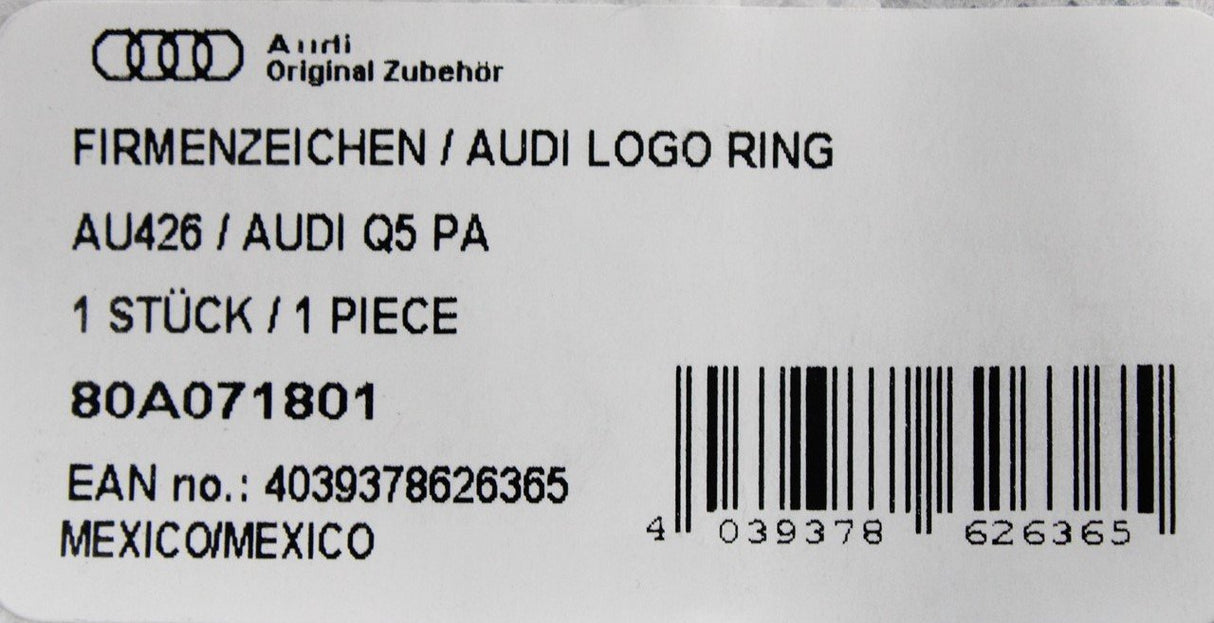 Audi
Original Zubehör
FIRMENZEICHEN / AUDI LOGO RING
AU426 / AUDI Q5 PA
1 STÜCK / 1 PIECE
80A071801
EAN no.: 4039378626365
MEXICO/MEXICO
4 039378 626365